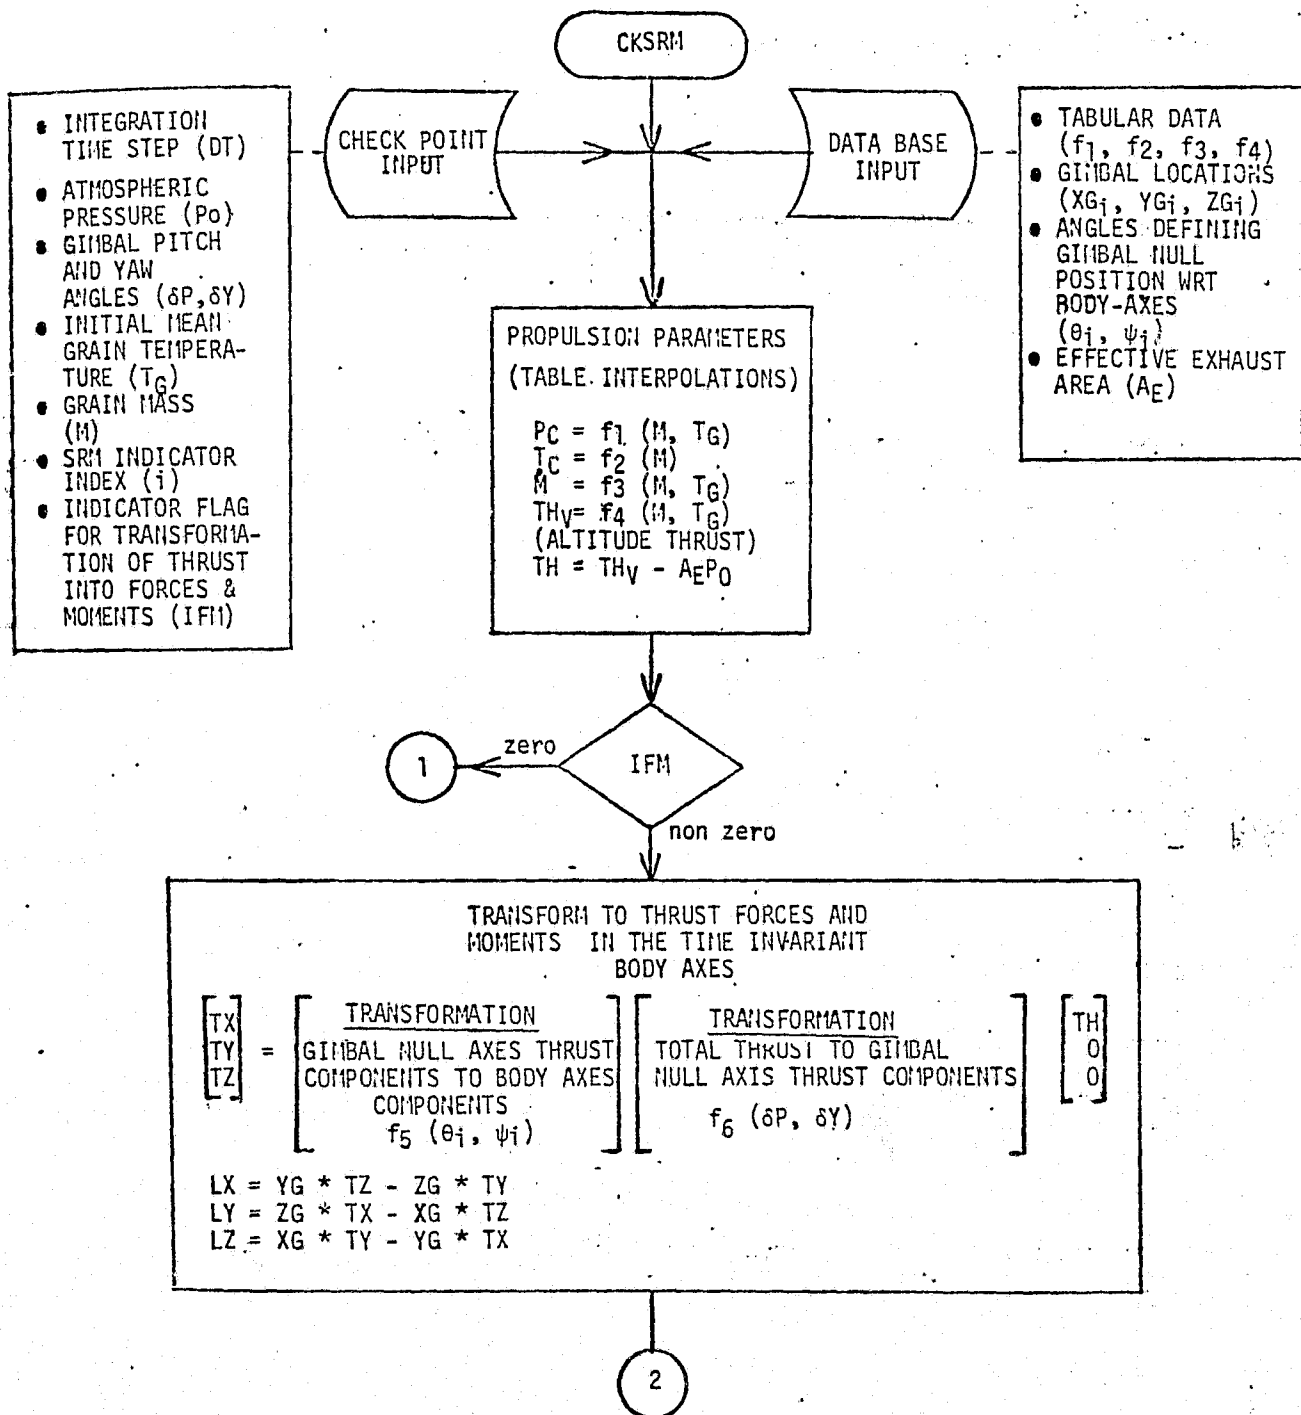 CKSRM
• INTEGRATION
TIME STEP (DT)
• ATMOSPHERIC
PRESSURE (Po)
• GIMBAL PITCH
AND YAW
ANGLES (δP,δY)
• INITIAL MEAN
GRAIN TEMPERA-
TURE (TG)
• GRAIN MASS
(M)
• SRM INDICATOR
INDEX (i)
• INDICATOR FLAG
FOR TRANSFORMA-
TION OF THRUST
INTO FORCES &
MOMENTS (IFM)
CHECK POINT
INPUT
DATA BASE
INPUT
• TABULAR DATA
(f1, f2, f3, f4)
• GIMBAL LOCATIONS
(XGi, YGi, ZGi)
• ANGLES DEFINING
GIMBAL NULL
POSITION WRT
BODY-AXES
(θi, ψi)
• EFFECTIVE EXHAUST
AREA (AE)
PROPULSION PARAMETERS
(TABLE INTERPOLATIONS)
PC = f1 (M, TG)
TC = f2 (M)
Ṁ = f3 (M, TG)
THV= f4 (M, TG)
(ALTITUDE THRUST)
TH = THV - AEPO
IFM
zero
1
non zero
TRANSFORM TO THRUST FORCES AND
MOMENTS IN THE TIME INVARIANT
BODY AXES
TX
TY
TZ
=
TRANSFORMATION
GIMBAL NULL AXES THRUST
COMPONENTS TO BODY AXES
COMPONENTS
f5 (θi, ψi)
TRANSFORMATION
TOTAL THRUST TO GIMBAL
NULL AXIS THRUST COMPONENTS
f6 (δP, δY)
TH
0
0
LX = YG * TZ - ZG * TY
LY = ZG * TX - XG * TZ
LZ = XG * TY - YG * TX
2